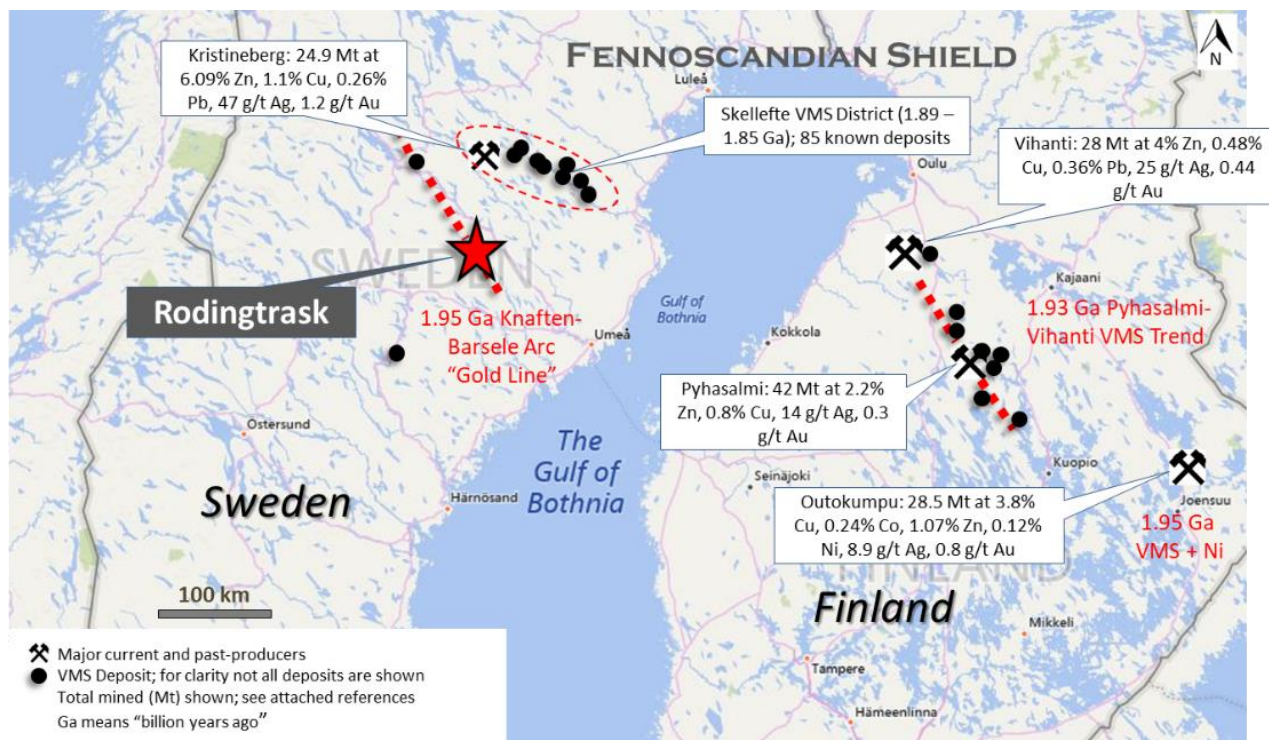 FENNOSCANDIAN SHIELD
N
Kristineberg: 24.9 Mt at
6.09% Zn, 1.1% Cu, 0.26%
Pb, 47 g/t Ag, 1.2 g/t Au
Luleå
Skellefte VMS District (1.89 –
1.85 Ga); 85 known deposits
Vihanti: 28 Mt at 4% Zn, 0.48%
Cu, 0.36% Pb, 25 g/t Ag, 0.44
g/t Au
Oulu
SWEDEN
Rodingtrask
1.95 Ga Knaften-
Barsele Arc
“Gold Line”
Umeå
Gulf of
Bothnia
Kokkola
Kajaani
1.93 Ga Pyhasalmi-
Vihanti VMS Trend
Pyhasalmi: 42 Mt at 2.2%
Zn, 0.8% Cu, 14 g/t Ag, 0.3
g/t Au
Östersund
The
Gulf of
Bothnia
Seinäjoki
Kuopio
Sweden
Härnösand
Outokumpu: 28.5 Mt at 3.8%
Cu, 0.24% Co, 1.07% Zn, 0.12%
Ni, 8.9 g/t Ag, 0.8 g/t Au
Joensuu
1.95 Ga
VMS + Ni
FINLAND
Finland
100 km
Mikkeli
Tampere
Hämeenlinna
Major current and past-producers
VMS Deposit; for clarity not all deposits are shown
Total mined (Mt) shown; see attached references
Ga means “billion years ago”